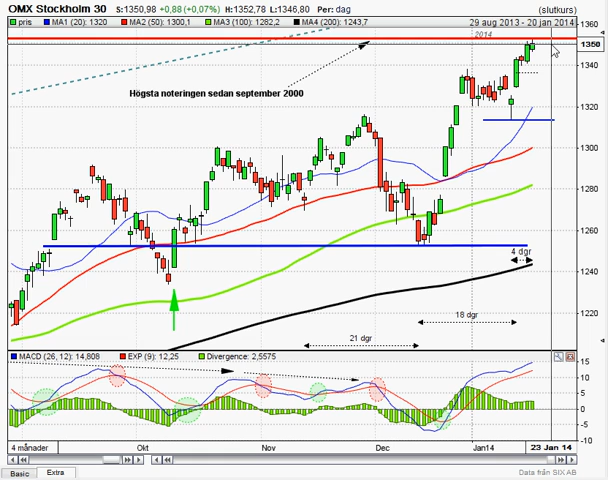 OMX Stockholm 30 S:1350,98 +0,88 (+0,07%) H:1352,78 L:1346,80 Per: dag (slutkurs)
pris MA1 (20): 1320 MA2 (50): 1300,1 MA3 (100): 1282,2 MA4 (200): 1243,7 29 aug 2013 - 20 jan 2014
1360
2014
1350
Högsta noteringen sedan september 2000
1340
1320
1300
1280
1260
4 dgr
1240
18 dgr
1220
21 dgr
MACD (26, 12): 14,808 EXP (9): 12,25 Divergence: 2,5575
15
10
5
0
-5
-10
4 månader Okt Nov Dec Jan14 23 Jan 14
Basic Extra Data från SIX AB